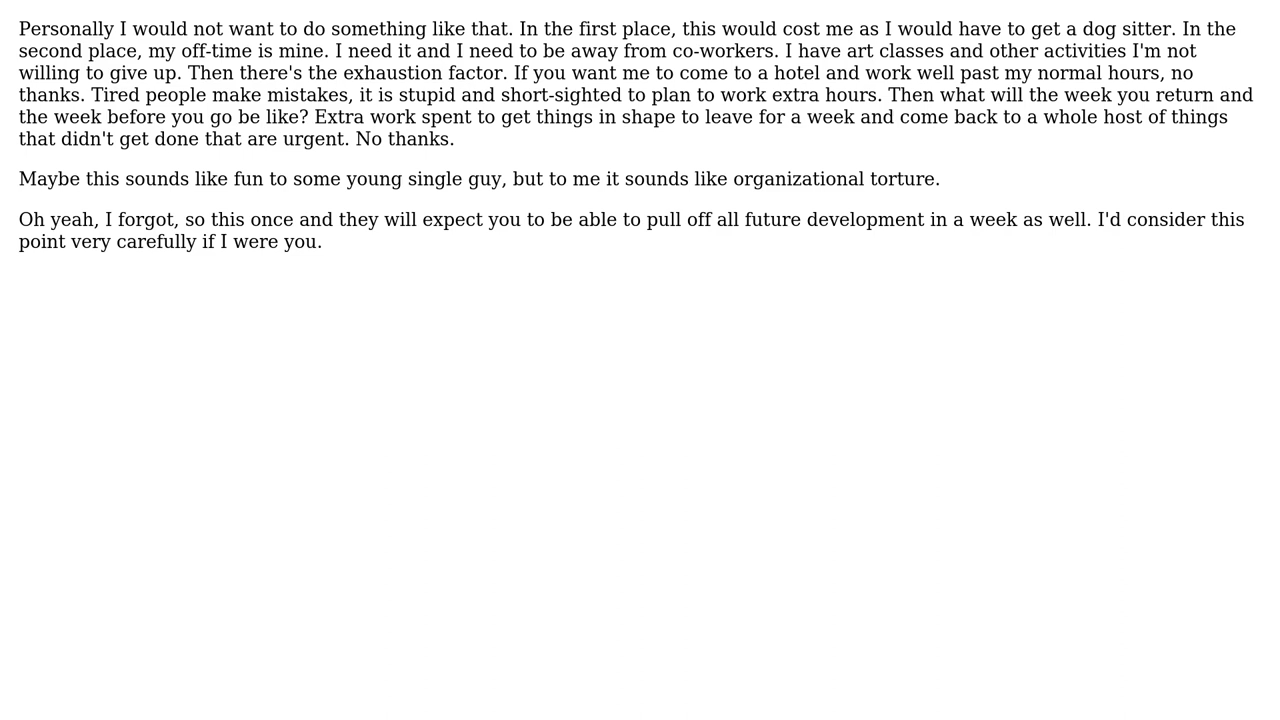 Personally I would not want to do something like that. In the first place, this would cost me as I would have to get a dog sitter. In the
second place, my off-time is mine. I need it and I need to be away from co-workers. I have art classes and other activities I'm not
willing to give up. Then there's the exhaustion factor. If you want me to come to a hotel and work well past my normal hours, no
thanks. Tired people make mistakes, it is stupid and short-sighted to plan to work extra hours. Then what will the week you return and
the week before you go be like? Extra work spent to get things in shape to leave for a week and come back to a whole host of things
that didn't get done that are urgent. No thanks.
Maybe this sounds like fun to some young single guy, but to me it sounds like organizational torture.
Oh yeah, I forgot, so this once and they will expect you to be able to pull off all future development in a week as well. I'd consider this
point very carefully if I were you.